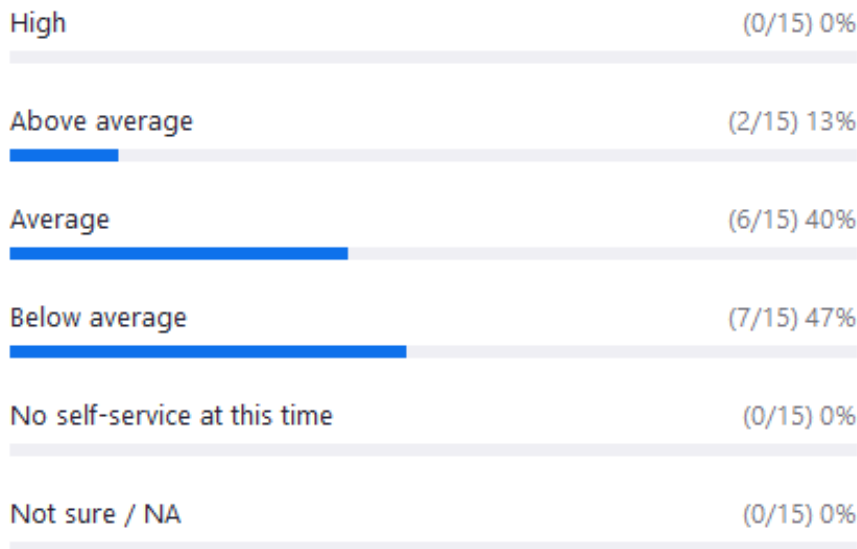 High (0/15) 0%
Above average (2/15) 13%
Average (6/15) 40%
Below average (7/15) 47%
No self-service at this time (0/15) 0%
Not sure / NA (0/15) 0%